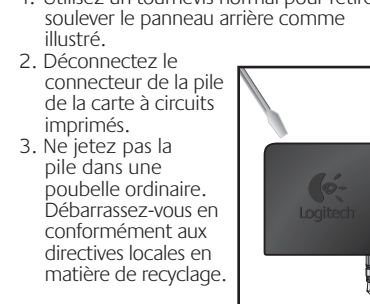 1. Utilisez un tournevis normal pour
soulever le panneau arrière comme
illustré.
2. Déconnectez le
connecteur de la pile
de la carte à circuits
imprimés.
3. Ne jetez pas la
pile dans une
poubelle ordinaire.
Débarrassez-vous en
conformément aux
directives locales en
matière de recyclage.
Logitech